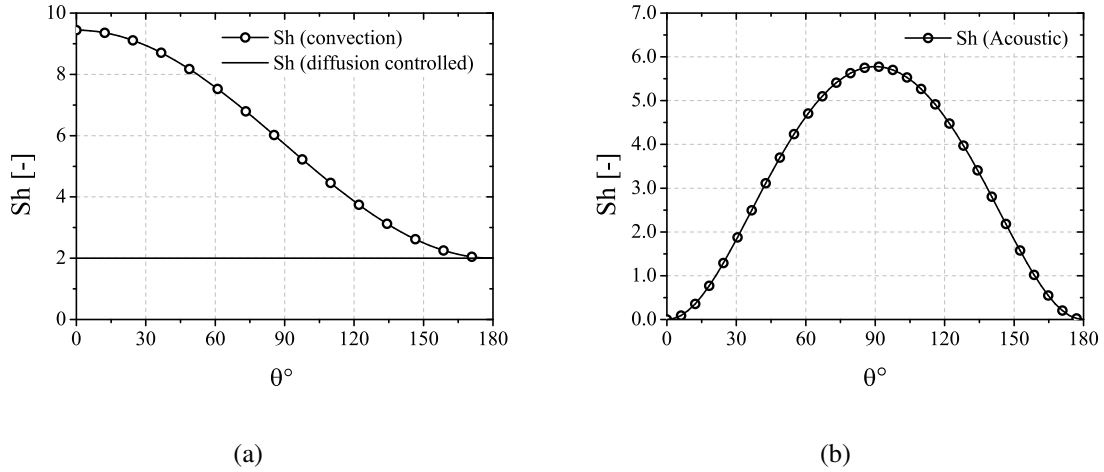 10
8
6
4
2
0
Sh [-]
Sh (convection)
Sh (diffusion controlled)
0 30 60 90 120 150 180
θ°
(a)
7.0
6.0
5.0
4.0
3.0
2.0
1.0
0.0
Sh [-]
Sh (Acoustic)
0 30 60 90 120 150 180
θ°
(b)